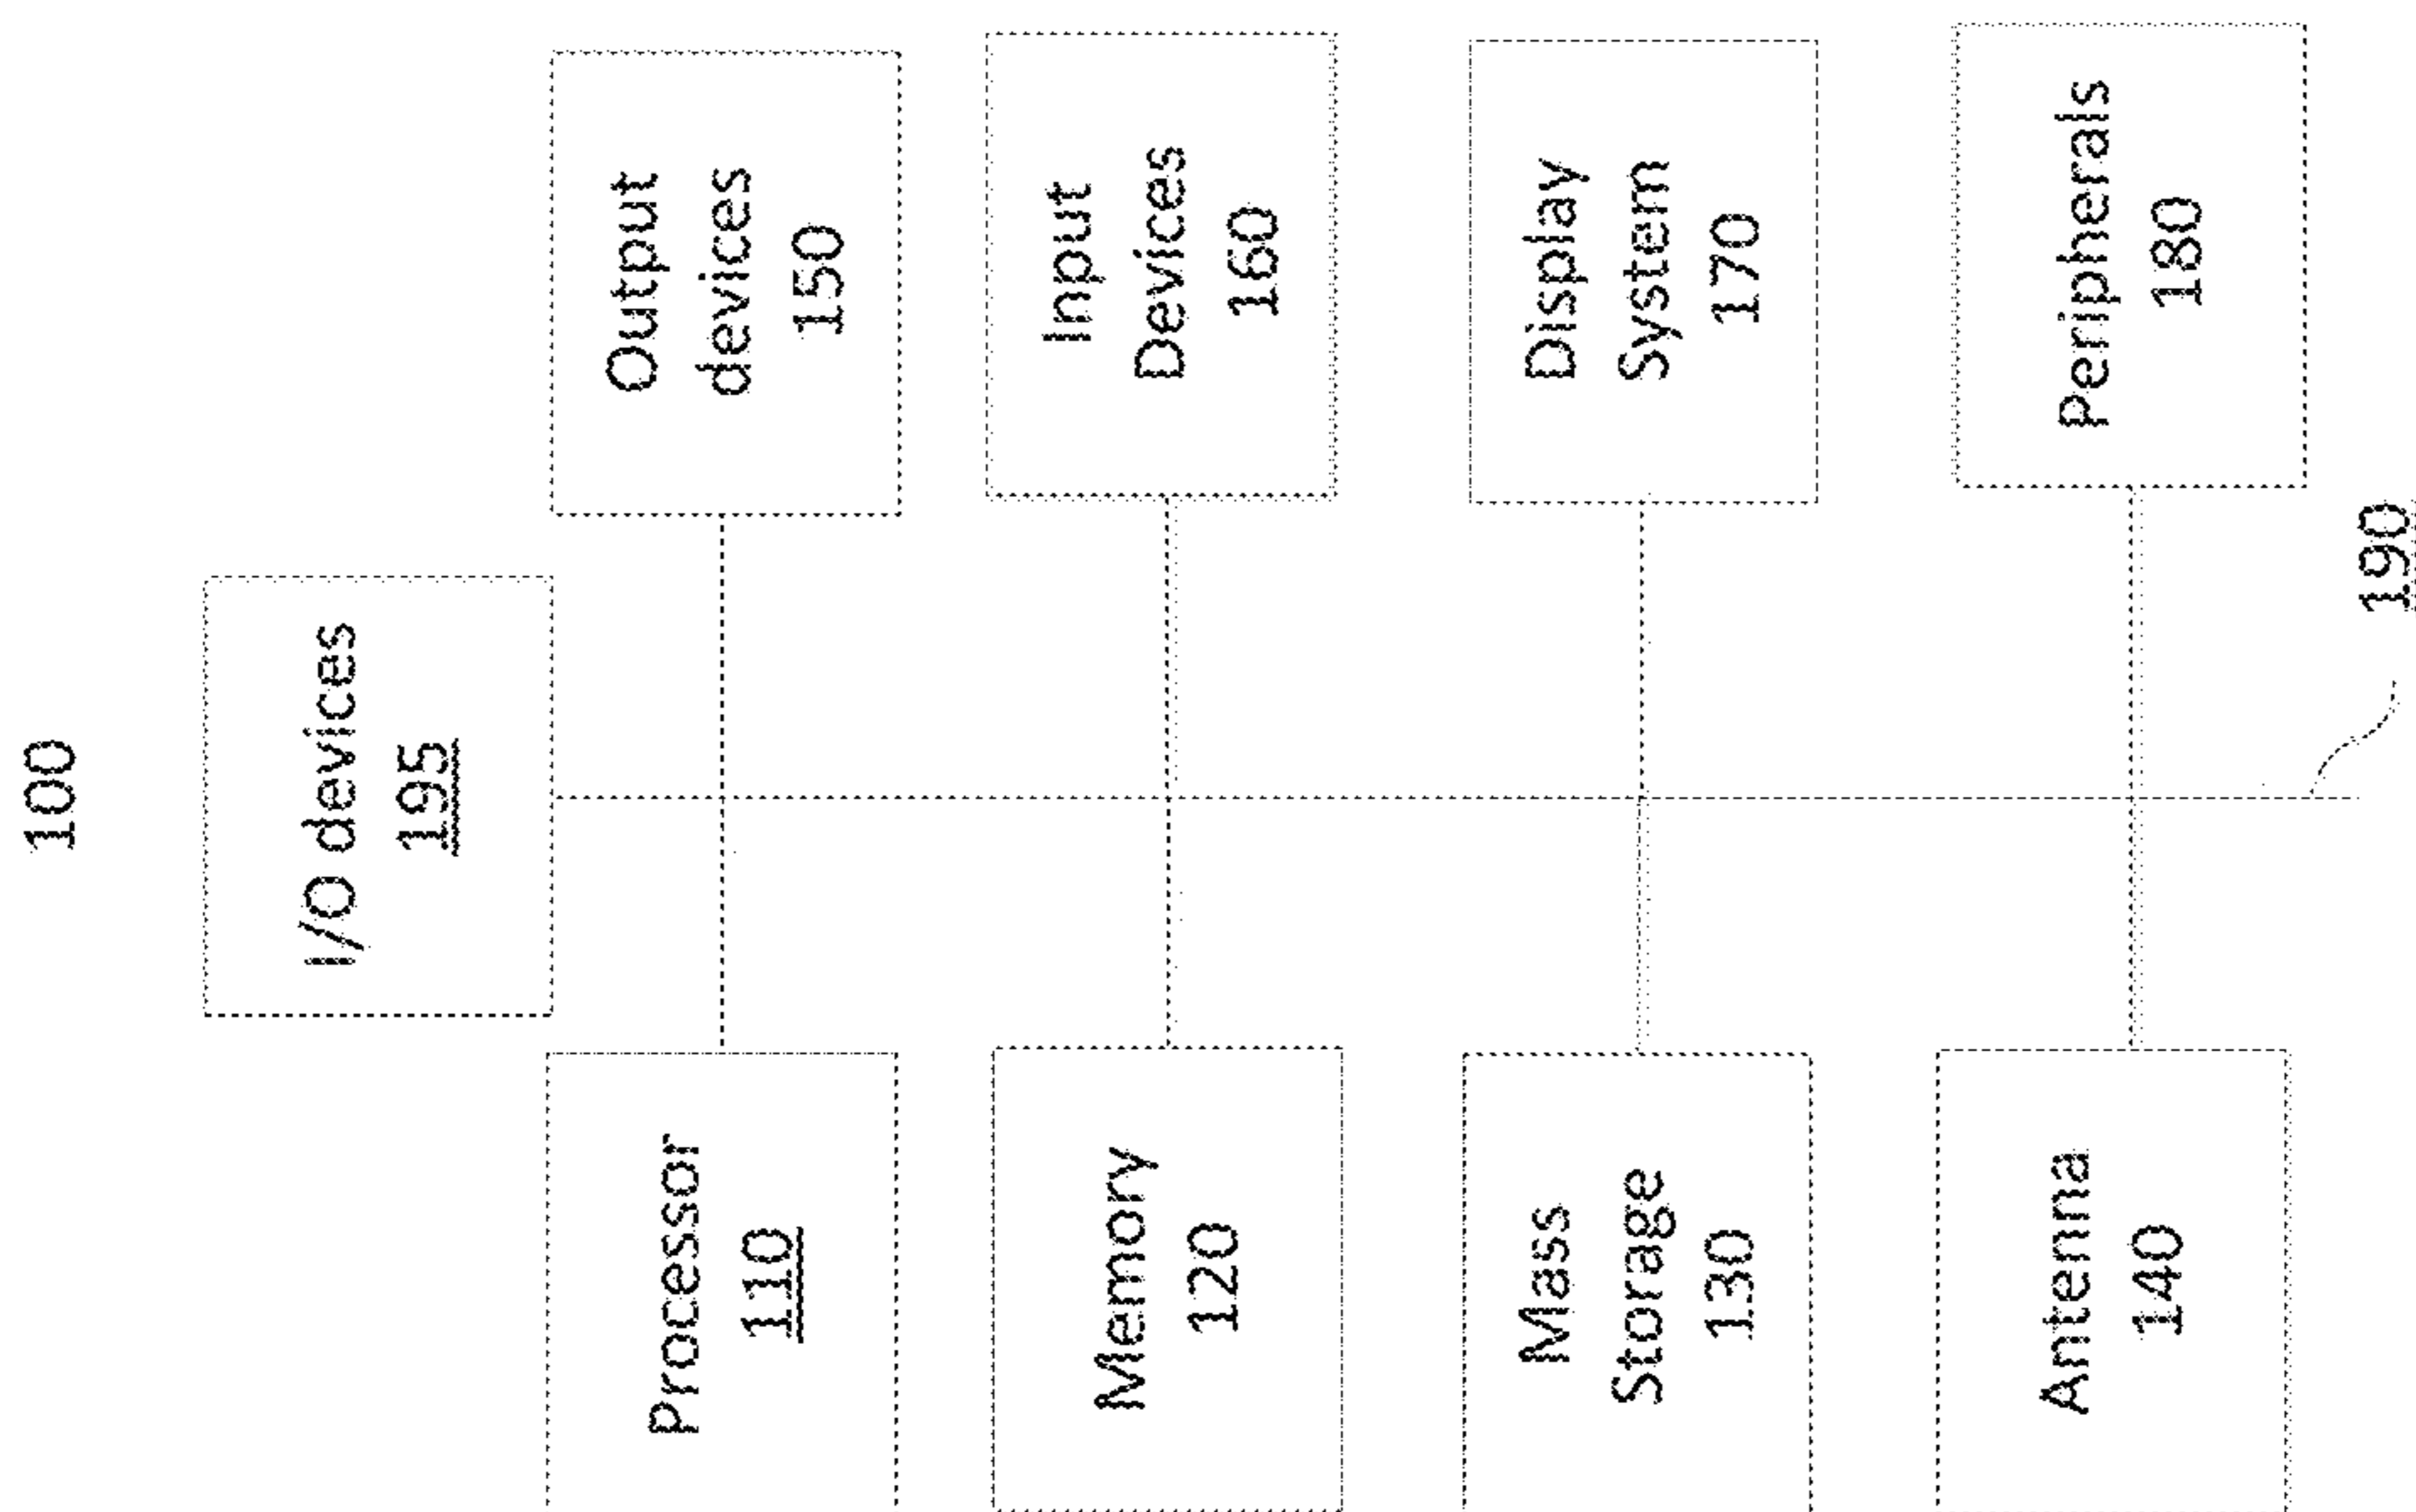 100
I/O devices
195
Processor
110
Output
devices
150
Memory
120
Input
Devices
160
Mass
Storage
130
Display
System
170
Antenna
140
Peripherals
180
190